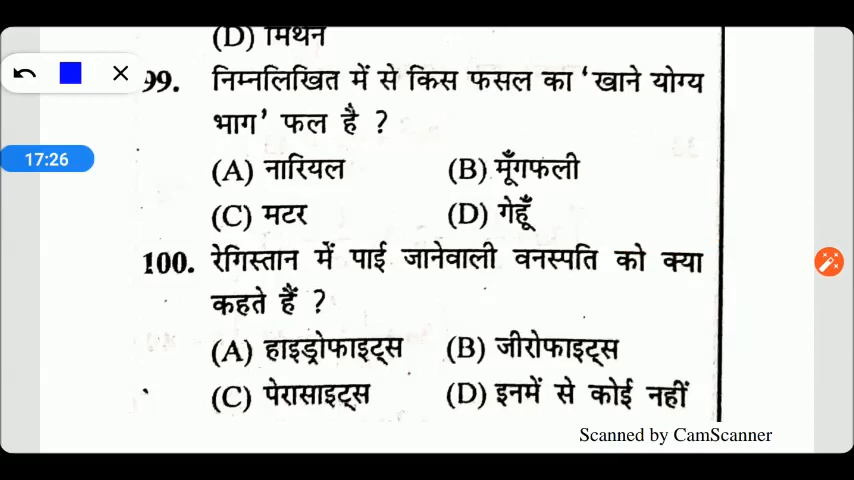 (D) मिथेन
99. निम्नलिखित में से किस फसल का ‘खाने योग्य
भाग’ फल है ?
(A) नारियल (B) मूँगफली
(C) मटर (D) गेहूँ
17:26
100. रेगिस्तान में पाई जानेवाली वनस्पति को क्या
कहते हैं ?
(A) हाइड्रोफाइट्स (B) जीरोफाइट्स
(C) पेरासाइट्स (D) इनमें से कोई नहीं
Scanned by CamScanner